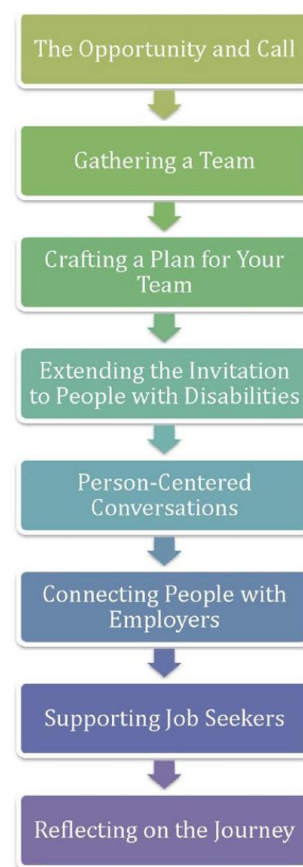 The Opportunity and Call
Gathering a Team
Crafting a Plan for Your
Team
Extending the Invitation
to People with Disabilities
Person-Centered
Conversations
Connecting People with
Employers
Supporting Job Seekers
Reflecting on the Journey